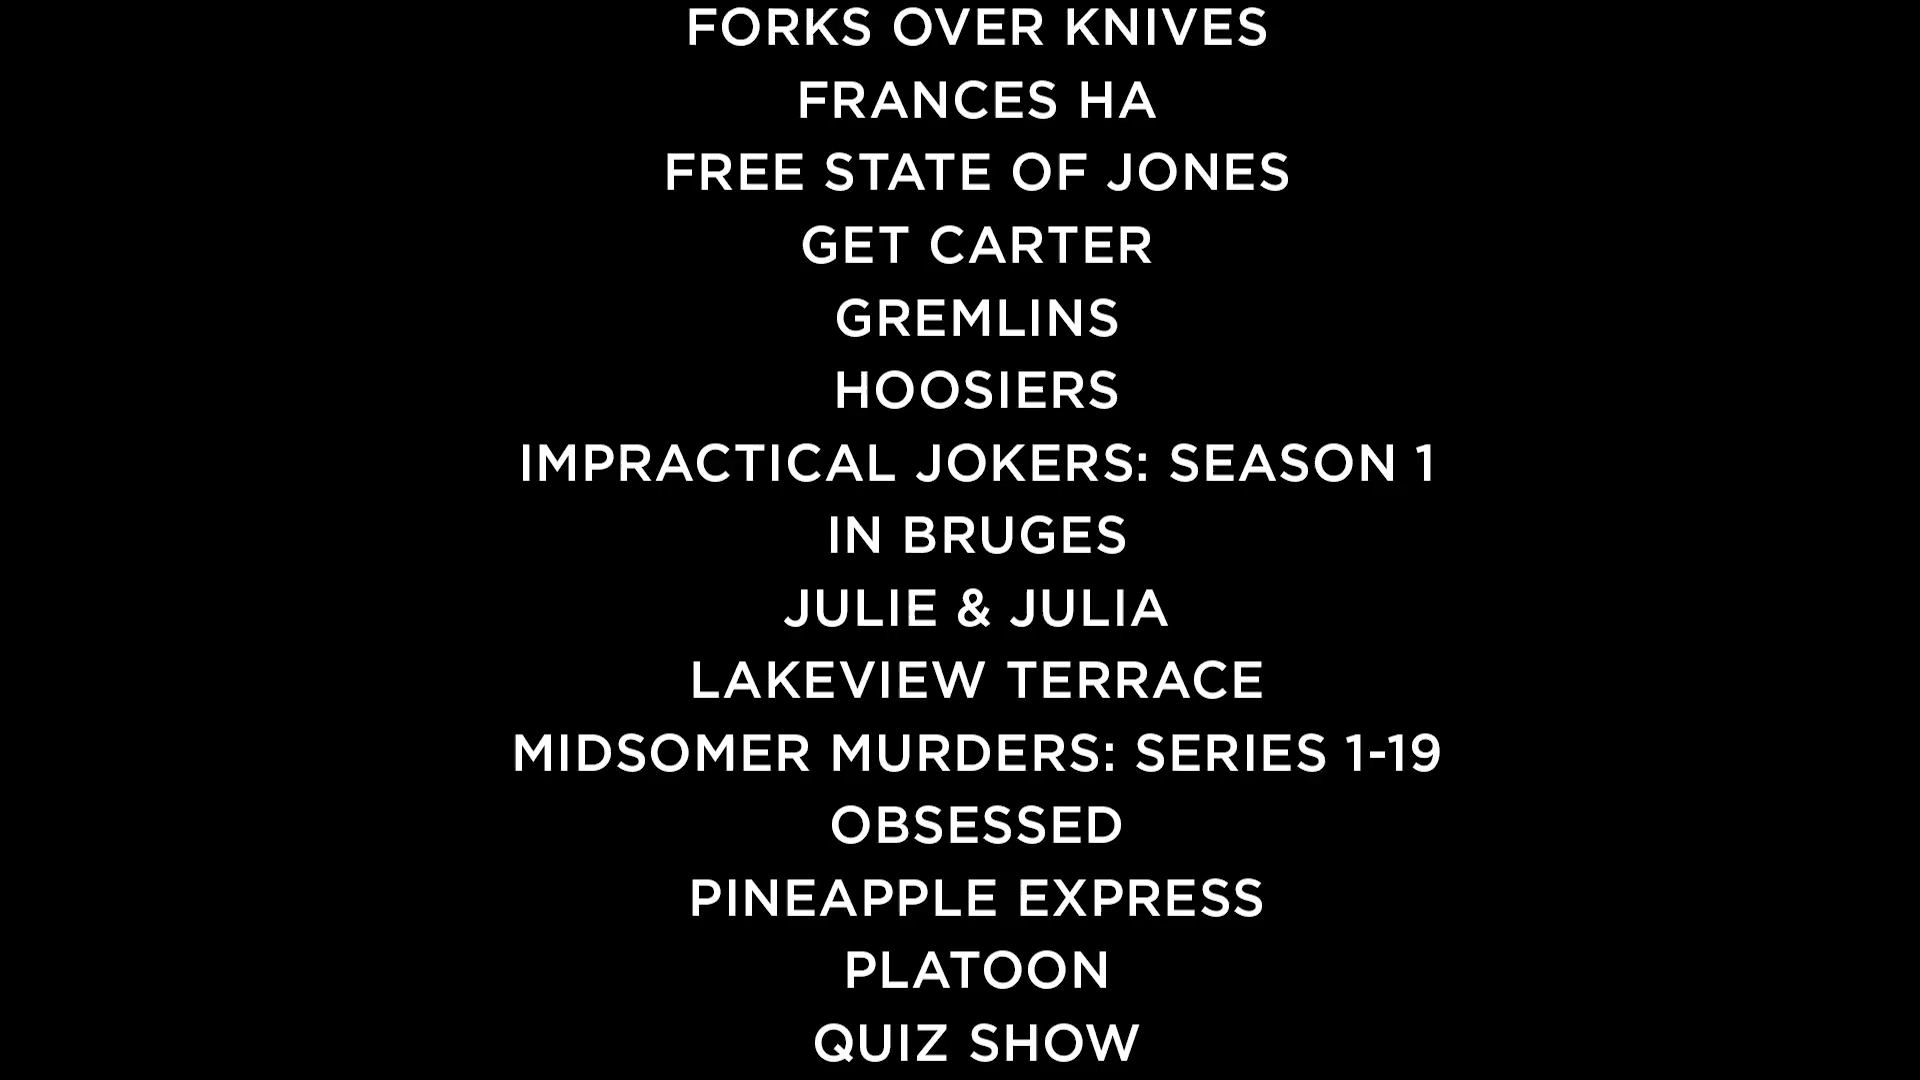 FORKS OVER KNIVES
FRANCES HA
FREE STATE OF JONES
GET CARTER
GREMLINS
HOOSIERS
IMPRACTICAL JOKERS: SEASON 1
IN BRUGES
JULIE & JULIA
LAKEVIEW TERRACE
MIDSOMER MURDERS: SERIES 1-19
OBSESSED
PINEAPPLE EXPRESS
PLATOON
QUIZ SHOW